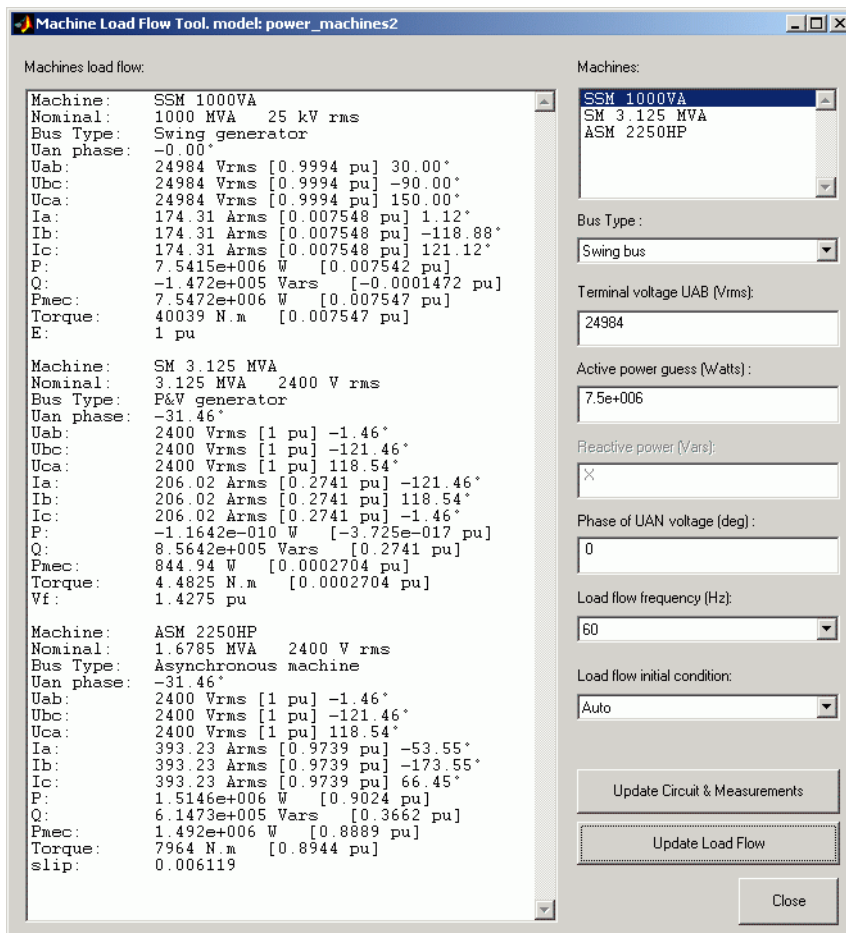 Machine Load Flow Tool. model: power_machines2
Machines load flow:
Machine: SSM 1000VA
Nominal: 1000 MVA 25 kV rms
Bus Type: Swing generator
Uan phase: -0.00°
Uab: 24984 Vrms [0.9994 pu] 30.00°
Ubc: 24984 Vrms [0.9994 pu] -90.00°
Uca: 24984 Vrms [0.9994 pu] 150.00°
Ia: 174.31 Arms [0.007548 pu] 1.12°
Ib: 174.31 Arms [0.007548 pu] -118.88°
Ic: 174.31 Arms [0.007548 pu] 121.12°
P: 7.5415e+006 W [0.007542 pu]
Q: -1.472e+005 Vars [-0.0001472 pu]
Pmec: 7.5472e+006 W [0.007547 pu]
Torque: 40039 N.m [0.007547 pu]
E: 1 pu
Machine: SM 3.125 MVA
Nominal: 3.125 MVA 2400 V rms
Bus Type: P&V generator
Uan phase: -31.46°
Uab: 2400 Vrms [1 pu] -1.46°
Ubc: 2400 Vrms [1 pu] -121.46°
Uca: 2400 Vrms [1 pu] 118.54°
Ia: 206.02 Arms [0.2741 pu] -121.46°
Ib: 206.02 Arms [0.2741 pu] 118.54°
Ic: 206.02 Arms [0.2741 pu] -1.46°
P: -1.1642e-010 W [-3.725e-017 pu]
Q: 8.5642e+005 Vars [0.2741 pu]
Pmec: 844.94 W [0.0002704 pu]
Torque: 4.4825 N.m [0.0002704 pu]
Vf: 1.4275 pu
Machine: ASM 2250HP
Nominal: 1.6785 MVA 2400 V rms
Bus Type: Asynchronous machine
Uan phase: -31.46°
Uab: 2400 Vrms [1 pu] -1.46°
Ubc: 2400 Vrms [1 pu] -121.46°
Uca: 2400 Vrms [1 pu] 118.54°
Ia: 393.23 Arms [0.9739 pu] -53.55°
Ib: 393.23 Arms [0.9739 pu] -173.55°
Ic: 393.23 Arms [0.9739 pu] 66.45°
P: 1.5146e+006 W [0.9024 pu]
Q: 6.1473e+005 Vars [0.3662 pu]
Pmec: 1.492e+006 W [0.8889 pu]
Torque: 7964 N.m [0.8944 pu]
slip: 0.006119
Machines:
SSM 1000VA
SM 3.125 MVA
ASM 2250HP
Bus Type :
Swing bus
Terminal voltage UAB (Vrms):
24984
Active power guess (Watts) :
7.5e+006
Reactive power (Vars):
X
Phase of UAN voltage (deg) :
0
Load flow frequency (Hz):
60
Load flow initial condition:
Auto
Update Circuit & Measurements
Update Load Flow
Close